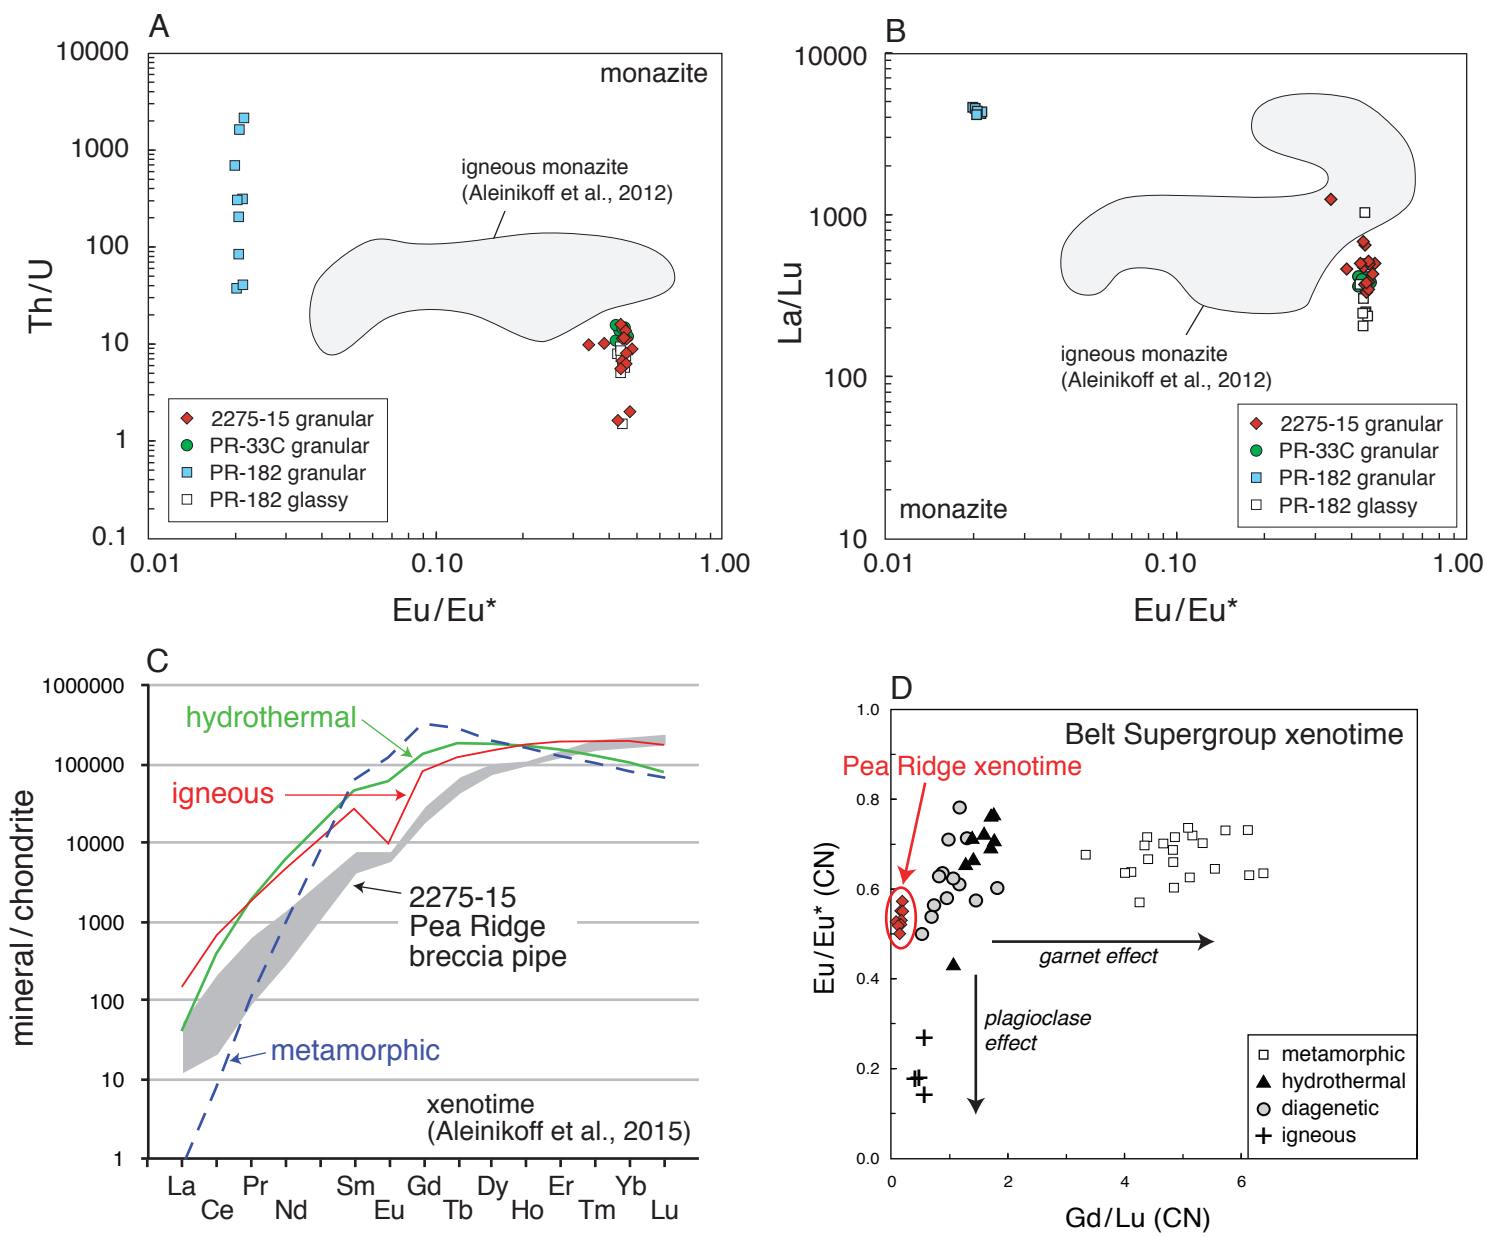 A
10000
1000
100
10
1
0.1
Th/U
monazite
igneous monazite
(Aleinikoff et al., 2012)
2275-15 granular
PR-33C granular
PR-182 granular
PR-182 glassy
0.01
0.10
1.00
Eu/Eu*
B
10000
1000
100
10
La/Lu
igneous monazite
(Aleinikoff et al., 2012)
2275-15 granular
PR-33C granular
PR-182 granular
PR-182 glassy
monazite
0.01
0.10
1.00
Eu/Eu*
C
1000000
100000
10000
1000
100
10
1
mineral / chondrite
hydrothermal
igneous
2275-15
Pea Ridge
breccia pipe
metamorphic
xenotime
(Aleinikoff et al., 2015)
La
Ce
Pr
Nd
Sm
Eu
Gd
Tb
Dy
Ho
Er
Tm
Yb
Lu
D
1.0
0.8
0.6
0.4
0.2
0.0
Eu/Eu* (CN)
Belt Supergroup xenotime
Pea Ridge xenotime
garnet effect
plagioclase
effect
metamorphic
hydrothermal
diagenetic
igneous
0
2
4
6
Gd/Lu (CN)